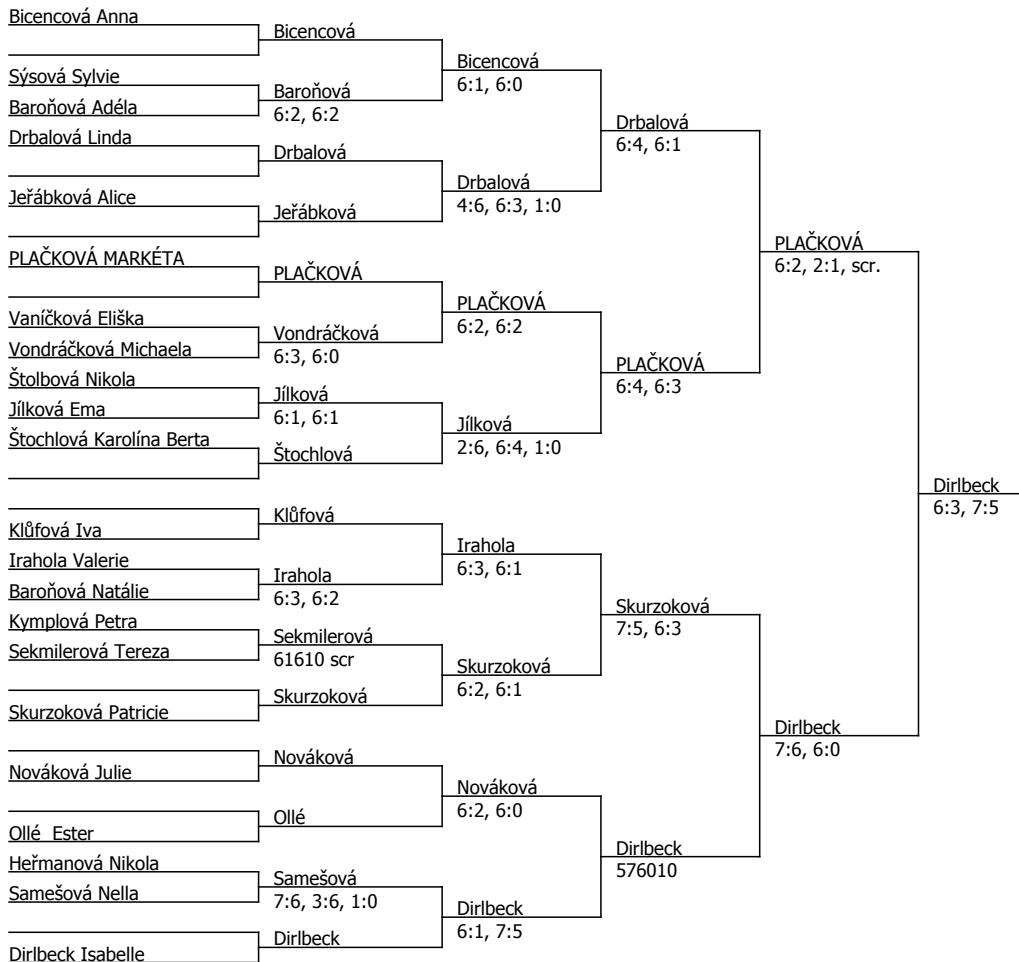 Bicencová Anna
Bicencová
Bicencová
6:1, 6:0
Sýsová Sylvie
Baroňová
6:2, 6:2
Baroňová Adéla
Drbalová
6:4, 6:1
Drbalová Linda
Drbalová
Drbalová
4:6, 6:3, 1:0
Jeřábková Alice
Jeřábková
PLAČKOVÁ
6:2, 2:1, scr.
PLAČKOVÁ MARKÉTA
PLAČKOVÁ
PLAČKOVÁ
6:2, 6:2
Vaníčková Eliška
Vondráčková
6:3, 6:0
Vondráčková Michaela
PLAČKOVÁ
6:4, 6:3
Štolbová Nikola
Jílková
6:1, 6:1
Jílková Ema
Jílková
2:6, 6:4, 1:0
Štochlová Karolína Berta
Štochlová
Dirlbeck
6:3, 7:5
Klůfová
Klůfová Iva
Irahola
6:3, 6:1
Irahola Valerie
Irahola
6:3, 6:2
Baroňová Natálie
Skurzoková
7:5, 6:3
Kymplová Petra
Sekmilerová
61610 scr
Sekmilerová Tereza
Skurzoková
6:2, 6:1
Skurzoková
Skurzoková Patricie
Dirlbeck
7:6, 6:0
Nováková
Nováková Julie
Nováková
6:2, 6:0
Ollé
Ollé  Ester
Dirlbeck
576010
Heřmanová Nikola
Samešová
7:6, 3:6, 1:0
Samešová Nella
Dirlbeck
6:1, 7:5
Dirlbeck
Dirlbeck Isabelle